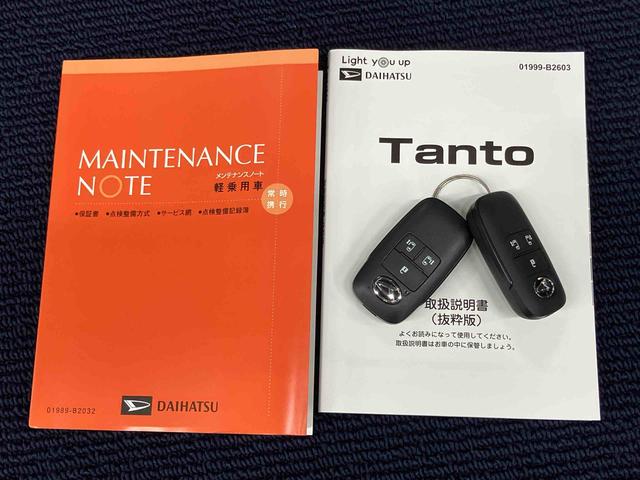 MAINTENANCE
NOTE
メンテナンスノート
軽乗用車
常時
携行
•保証書 •点検整備方式 •サービス網 •点検整備記録簿
01989-B2032
DAIHATSU
Light you up
DAIHATSU
01999-B2603
Tanto
取扱説明書
(抜粋版)
よくお読みになって使用してください。
取扱説明書はお車の中に保管しましょう。